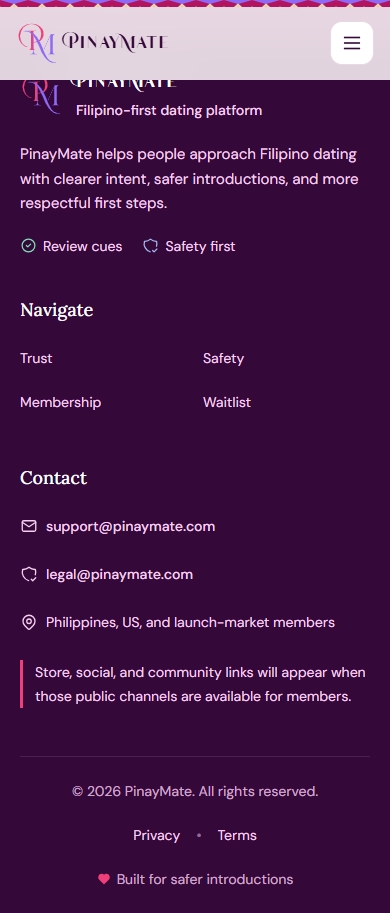 PM PINAYMATE
PM PINAYMATE
Filipino-first dating platform
PinayMate helps people approach Filipino dating
with clearer intent, safer introductions, and more
respectful first steps.
Review cues Safety first
Navigate
Trust Safety
Membership Waitlist
Contact
support@pinaymate.com
legal@pinaymate.com
Philippines, US, and launch-market members
Store, social, and community links will appear when
those public channels are available for members.
© 2026 PinayMate. All rights reserved.
Privacy • Terms
Built for safer introductions